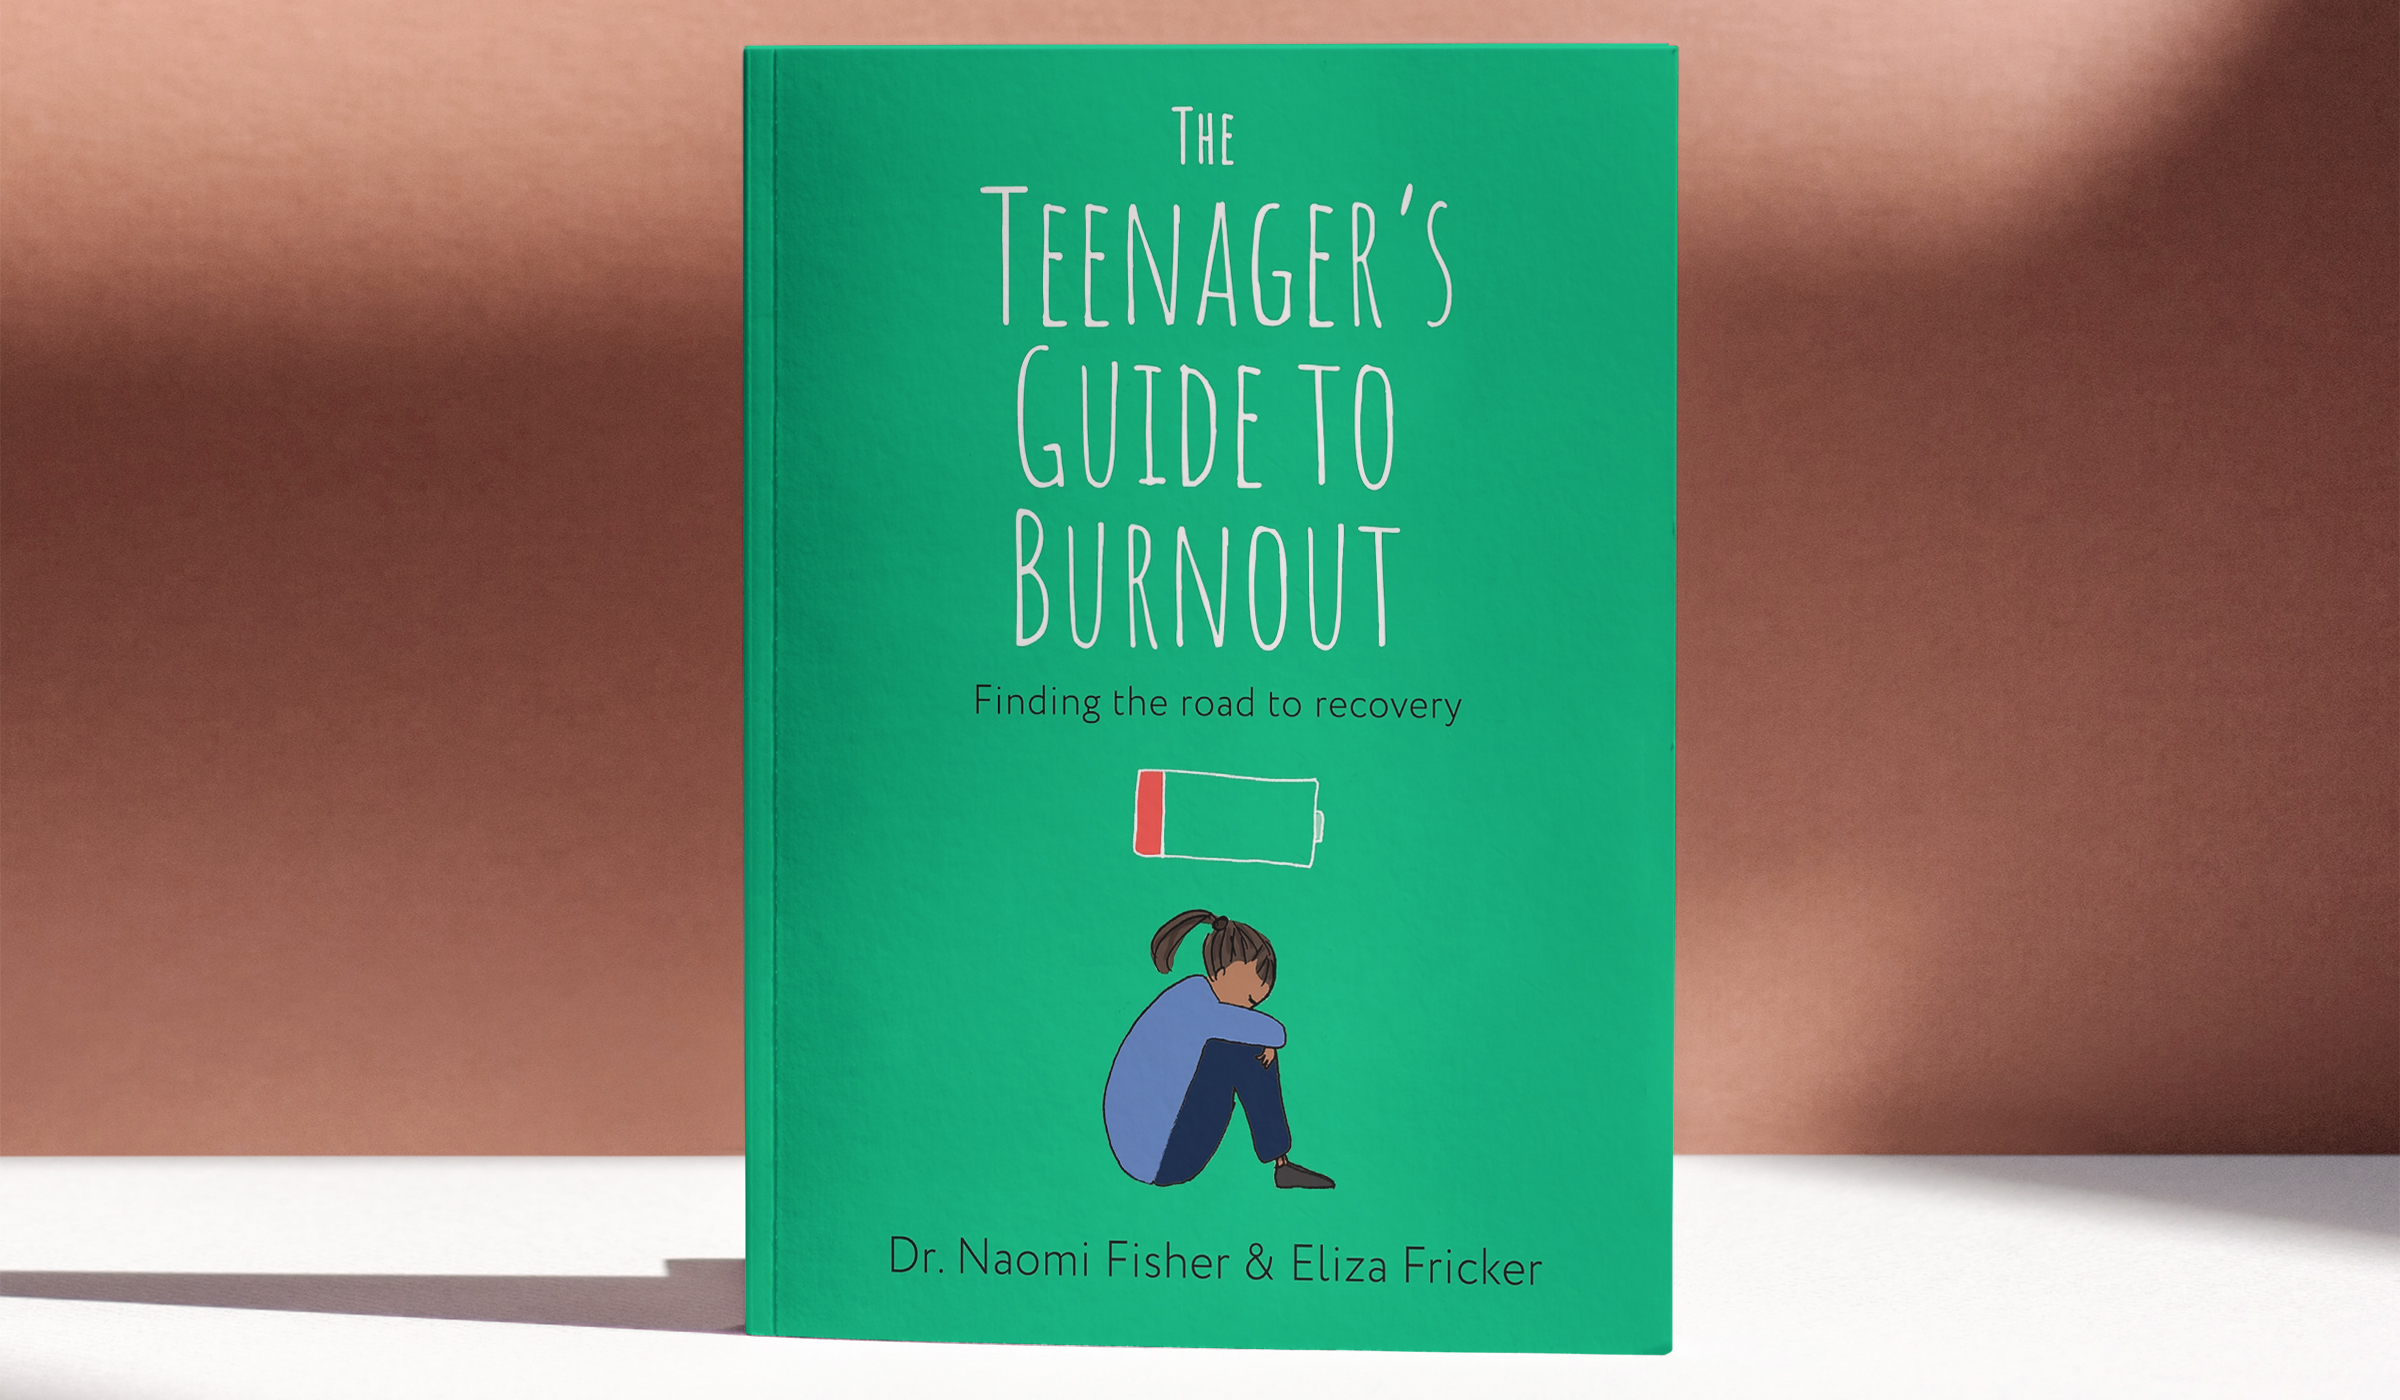 THE
TEENAGER'S
GUIDE TO
BURNOUT
Finding the road to recovery
Dr. Naomi Fisher & Eliza Fricker